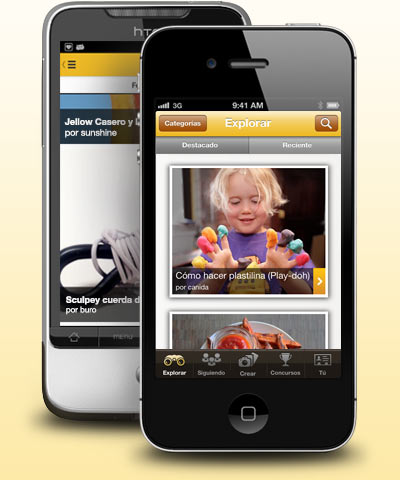 htc
Jellow Casero y
por sunshine
Sculpey cuerda d
por buro
MENU
3G
9:41 AM
Categorías
Explorar
Destacado
Reciente
Cómo hacer plastilina (Play-doh)
por canida
Explorar
Siguiendo
Crear
Concursos
Tú